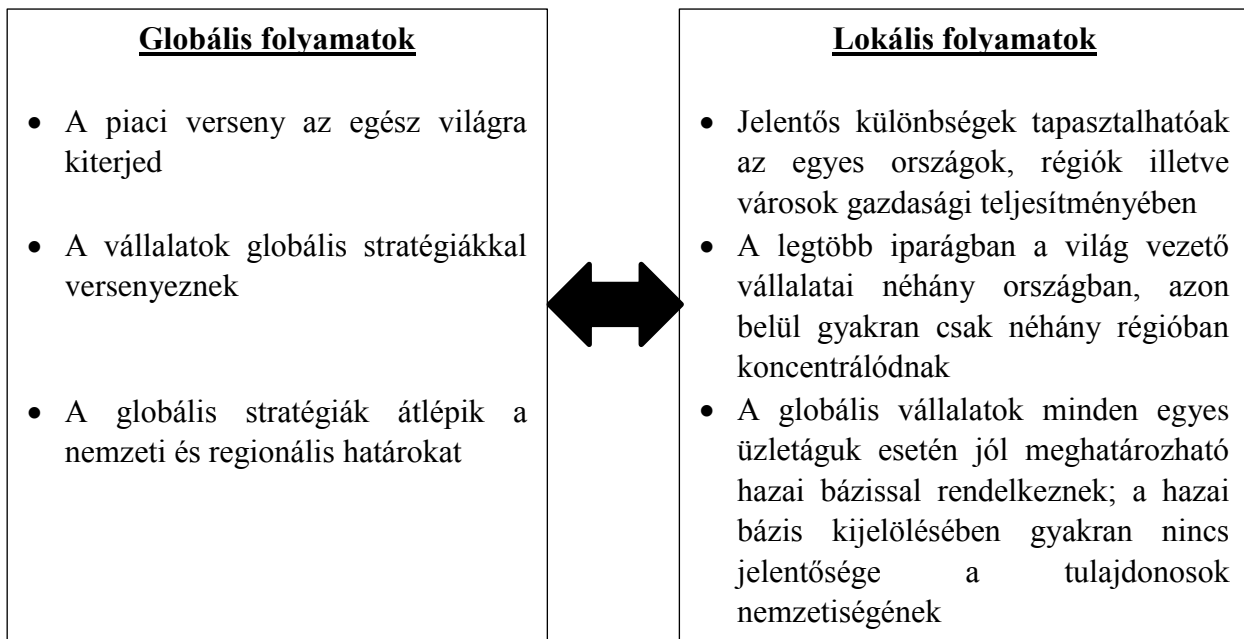 Globális folyamatok
• A piaci verseny az egész világra
kiterjed
• A vállalatok globális stratégiákkal
versenyeznek
• A globális stratégiák átlépik a
nemzeti és regionális határokat
Lokális folyamatok
• Jelentős különbségek tapasztalhatóak
az egyes országok, régiók illetve
városok gazdasági teljesítményében
• A legtöbb iparágban a világ vezető
vállalatai néhány országban, azon
belül gyakran csak néhány régióban
koncentrálódnak
• A globális vállalatok minden egyes
üzletáguk esetén jól meghatározható
hazai bázissal rendelkeznek; a hazai
bázis kijelölésében gyakran nincs
jelentősége a tulajdonosok
nemzetiségének